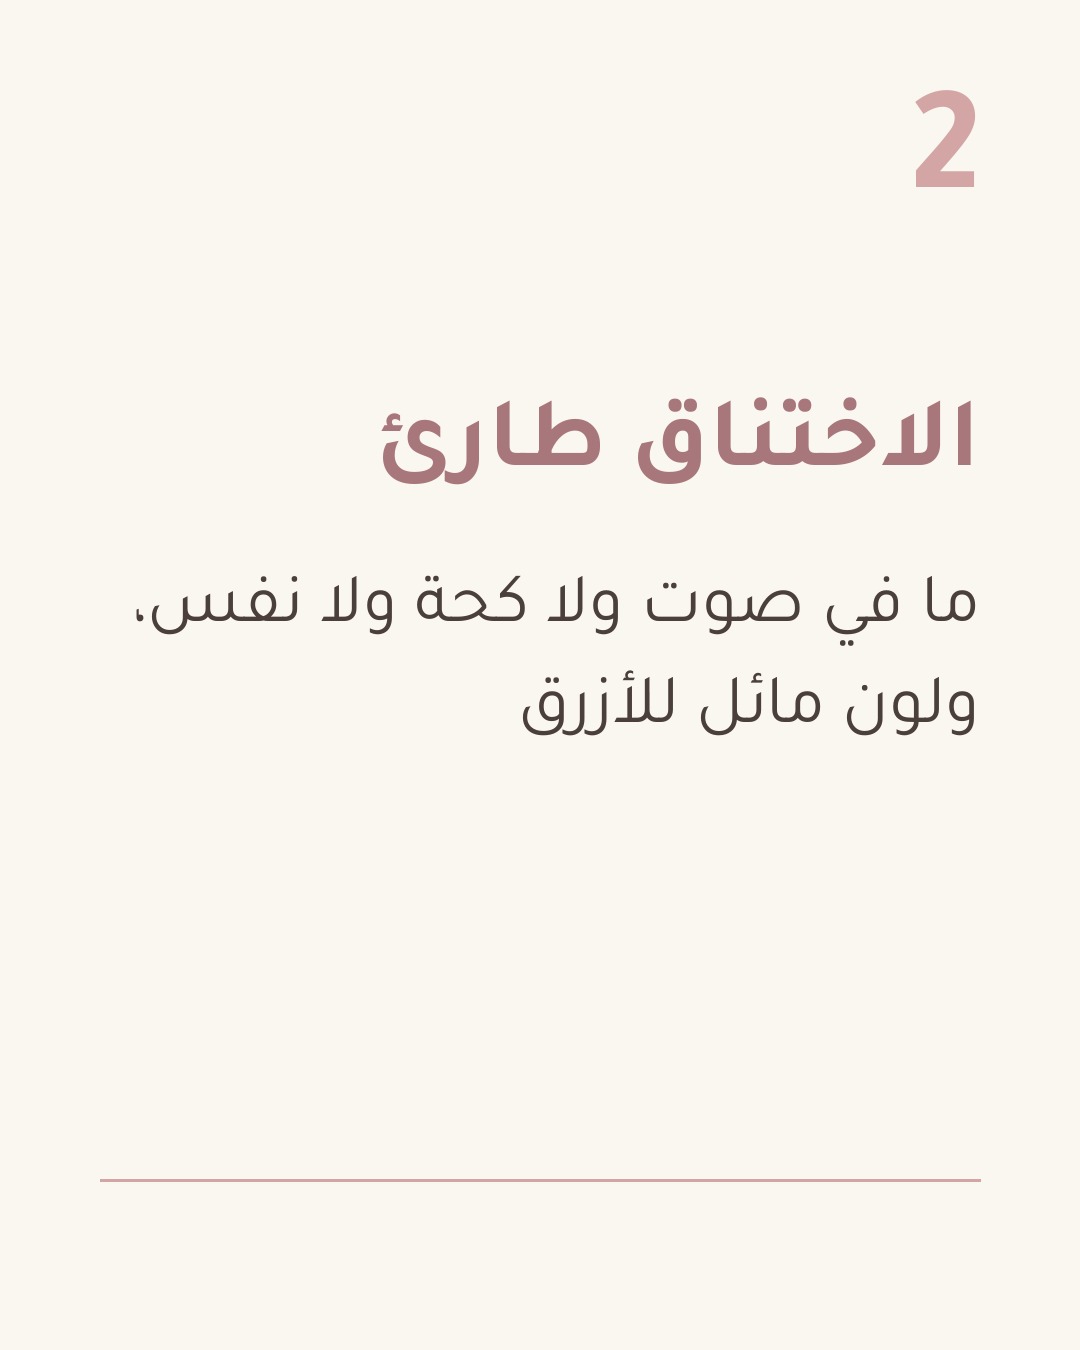 2
الاختناق طارئ
ما في صوت ولا كحة ولا نفس،
ولون مائل للأزرق